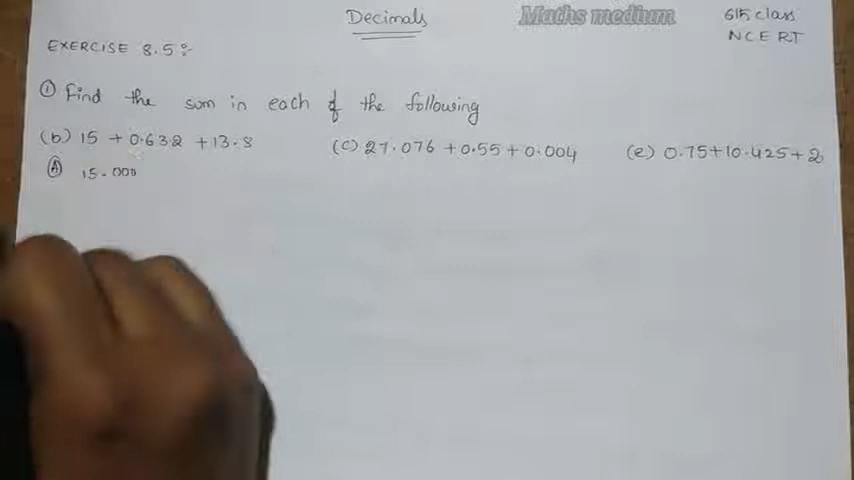 Decimals
Maths medium
6th class
NCERT
EXERCISE 8.5:-
① Find the sum in each of the following
(b) 15 + 0.632 + 13.8
(c) 27.076 + 0.55 + 0.004
(e) 0.75+10.425+2
Ⓐ 15.000